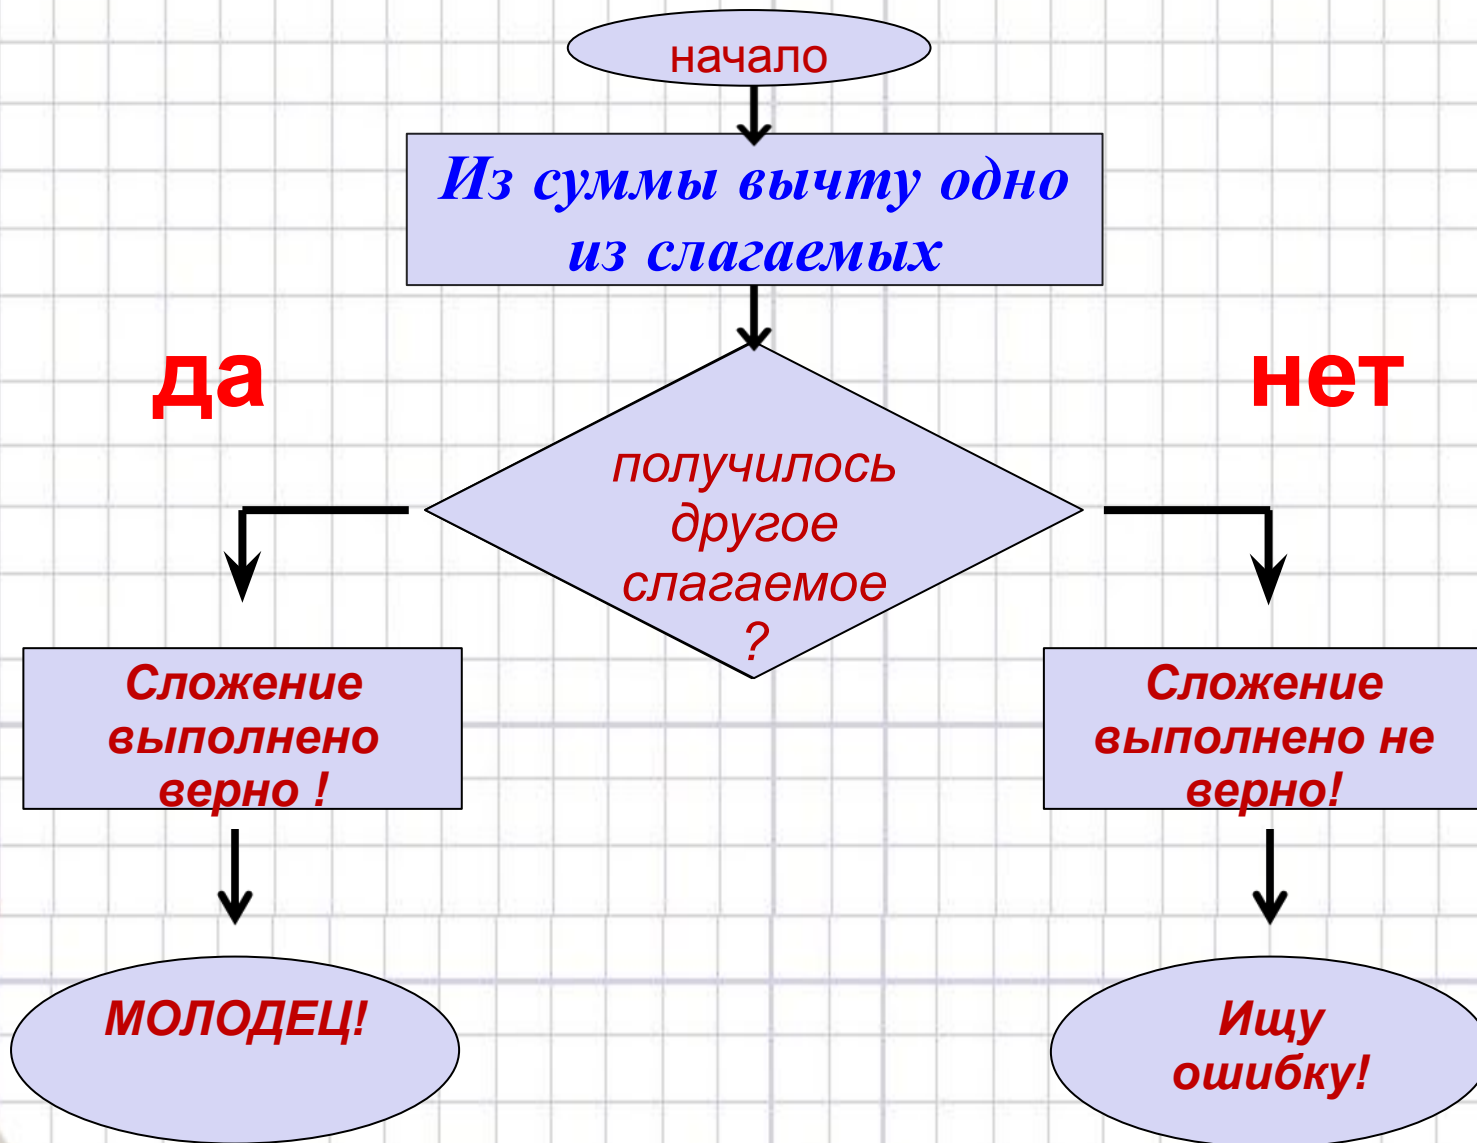 начало
Из суммы вычту одно
из слагаемых
да
нет
получилось
другое
слагаемое
?
Сложение
выполнено
верно !
Сложение
выполнено не
верно!
МОЛОДЕЦ!
Ищу
ошибку!